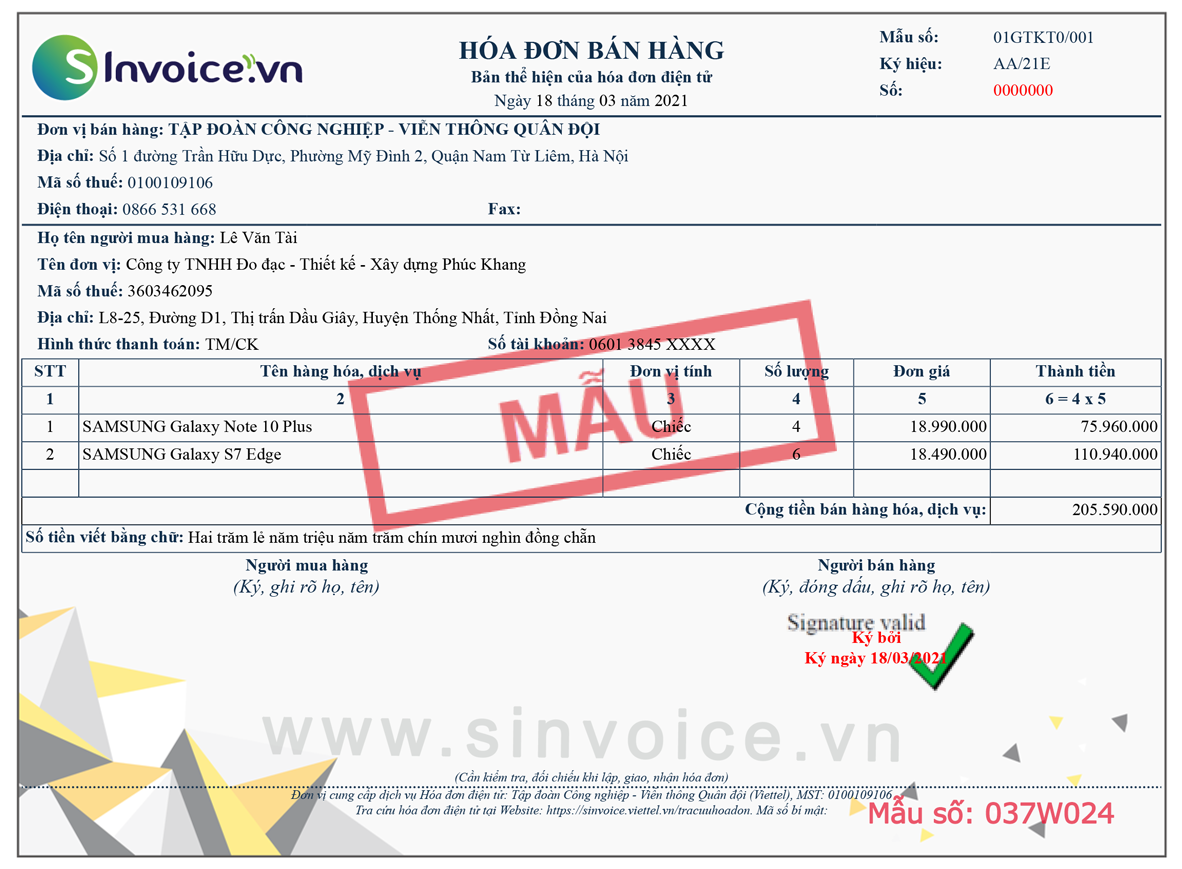 SInvoice.vn
HÓA ĐƠN BÁN HÀNG
Bản thể hiện của hóa đơn điện tử
Ngày 18 tháng 03 năm 2021
Mẫu số: 01GTKT0/001
Ký hiệu: AA/21E
Số: 0000000
Đơn vị bán hàng: TẬP ĐOÀN CÔNG NGHIỆP - VIỄN THÔNG QUÂN ĐỘI
Địa chỉ: Số 1 đường Trần Hữu Dực, Phường Mỹ Đình 2, Quận Nam Từ Liêm, Hà Nội
Mã số thuế: 0100109106
Điện thoại: 0866 531 668 Fax:
Họ tên người mua hàng: Lê Văn Tài
Tên đơn vị: Công ty TNHH Đo đạc - Thiết kế - Xây dựng Phúc Khang
Mã số thuế: 3603462095
Địa chỉ: L8-25, Đường D1, Thị trấn Dầu Giây, Huyện Thống Nhất, Tỉnh Đồng Nai
Hình thức thanh toán: TM/CK Số tài khoản: 0601 3845 XXXX
STT Tên hàng hóa, dịch vụ Đơn vị tính Số lượng Đơn giá Thành tiền
1 2 3 4 5 6 = 4 x 5
1 SAMSUNG Galaxy Note 10 Plus Chiếc 4 18.990.000 75.960.000
2 SAMSUNG Galaxy S7 Edge Chiếc 6 18.490.000 110.940.000
MẪU
Cộng tiền bán hàng hóa, dịch vụ: 205.590.000
Số tiền viết bằng chữ: Hai trăm lẻ năm triệu năm trăm chín mươi nghìn đồng chẵn
Người mua hàng Người bán hàng
(Ký, ghi rõ họ, tên) (Ký, đóng dấu, ghi rõ họ, tên)
Signature valid
Ký bởi
Ký ngày 18/03/2021
www.sinvoice.vn
(Cần kiểm tra, đối chiếu khi lập, giao, nhận hóa đơn)
Đơn vị cung cấp dịch vụ Hóa đơn điện tử: Tập đoàn Công nghiệp - Viễn thông Quân đội (Viettel), MST: 0100109106
Tra cứu hóa đơn điện tử tại Website: https://sinvoice.viettel.vn/tracuuhoadon. Mã số bí mật:
Mẫu số: 037W024